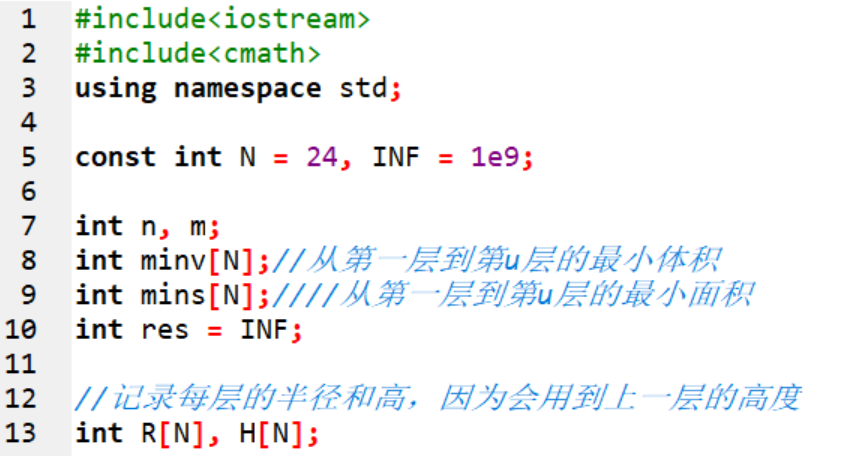 1 #include<iostream>
2 #include<cmath>
3 using namespace std;
4
5 const int N = 24, INF = 1e9;
6
7 int n, m;
8 int minv[N];//从第一层到第u层的最小体积
9 int mins[N];////从第一层到第u层的最小面积
10 int res = INF;
11
12 //记录每层的半径和高，因为会用到上一层的高度
13 int R[N], H[N];